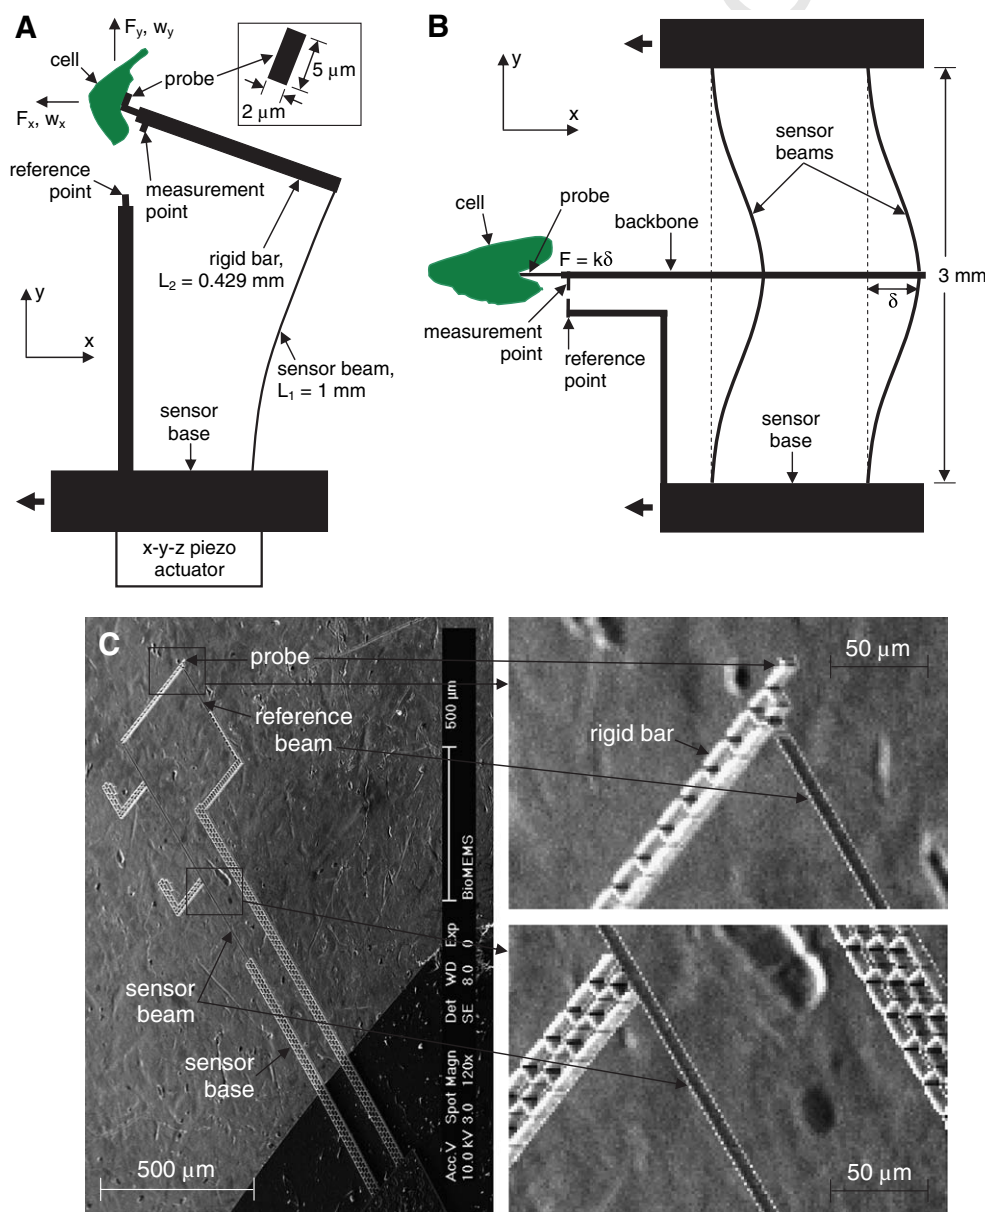 A
F_y, w_y
cell
probe
5 μm
2 μm
F_x, w_x
reference
point
measurement
point
rigid bar,
L_2 = 0.429 mm
y
x
sensor beam,
L_1 = 1 mm
sensor
base
x-y-z piezo
actuator
B
y
x
sensor
beams
cell
probe
backbone
F = kδ
3 mm
δ
measurement
point
reference
point
sensor
base
C
probe
reference
beam
sensor
beam
sensor
base
500 μm
Acc.V Spot Magn Det WD Exp 500 μm
10.0 kV 3.0 120x SE 8.0 0 BioMEMS
50 μm
rigid bar
50 μm